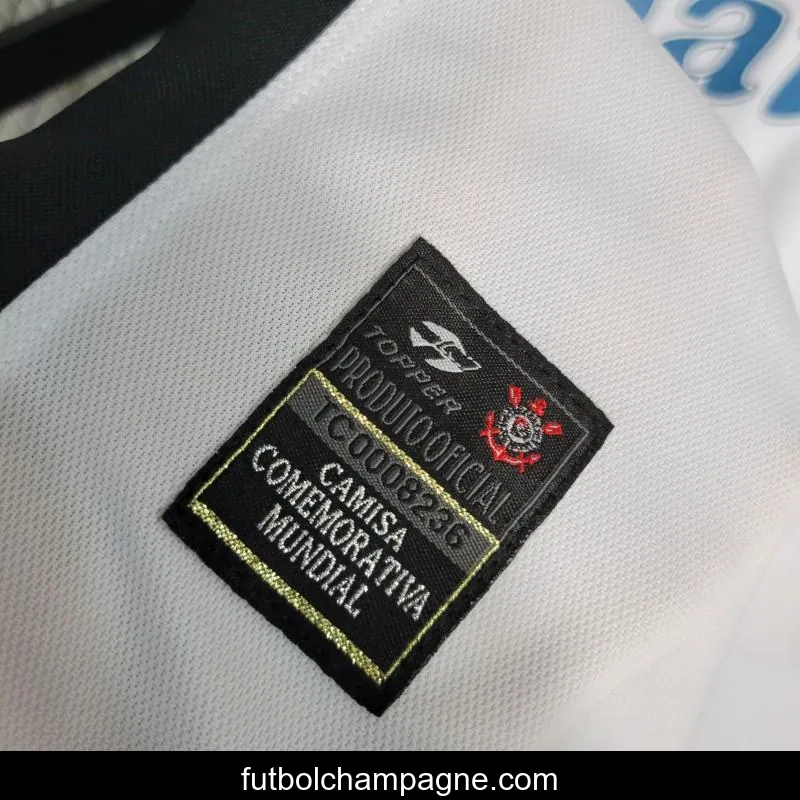 TOPPER
PRODUTO OFICIAL
TC0008236
CAMISA
COMEMORATIVA
MUNDIAL
futbolchampagne.com